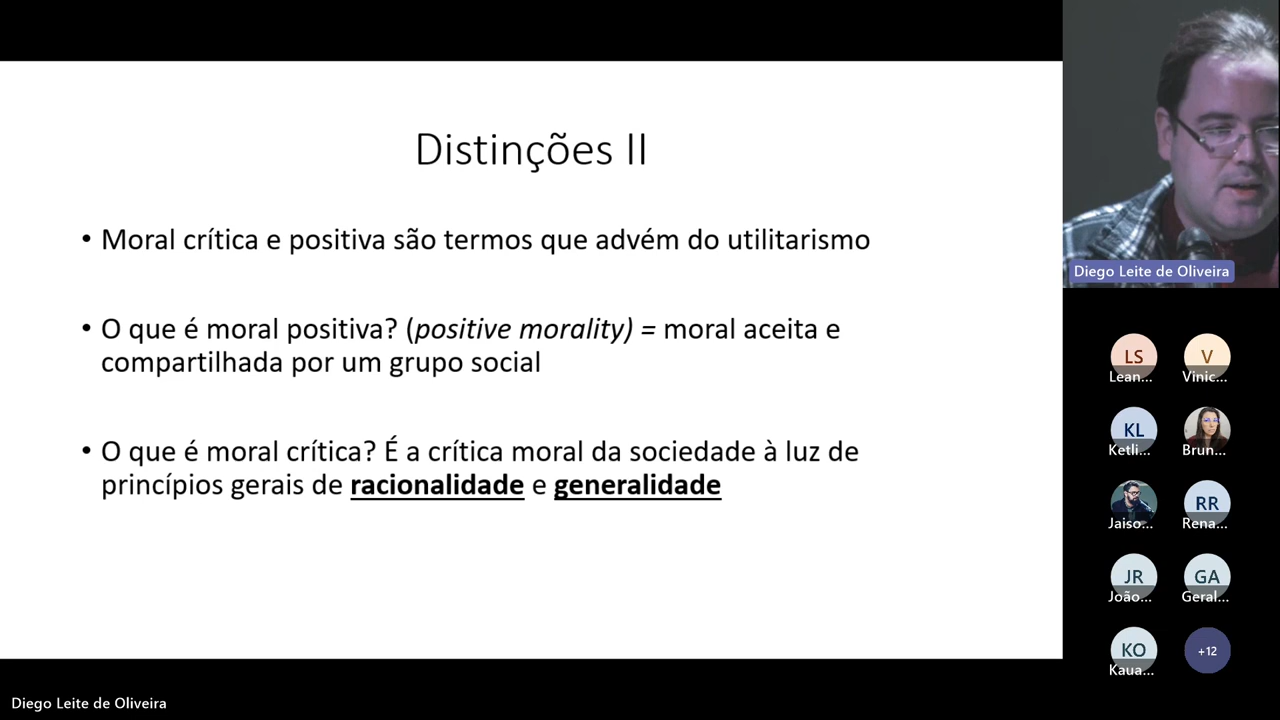 Distinções II
• Moral crítica e positiva são termos que advém do utilitarismo
• O que é moral positiva? (positive morality) = moral aceita e
compartilhada por um grupo social
• O que é moral crítica? É a crítica moral da sociedade à luz de
princípios gerais de racionalidade e generalidade
Diego Leite de Oliveira
LS
V
Lean...
Vinic...
KL
Ketli...
Brun...
RR
Jaiso...
Rena...
JR
GA
João...
Geral...
KO
+12
Kaua...
Diego Leite de Oliveira